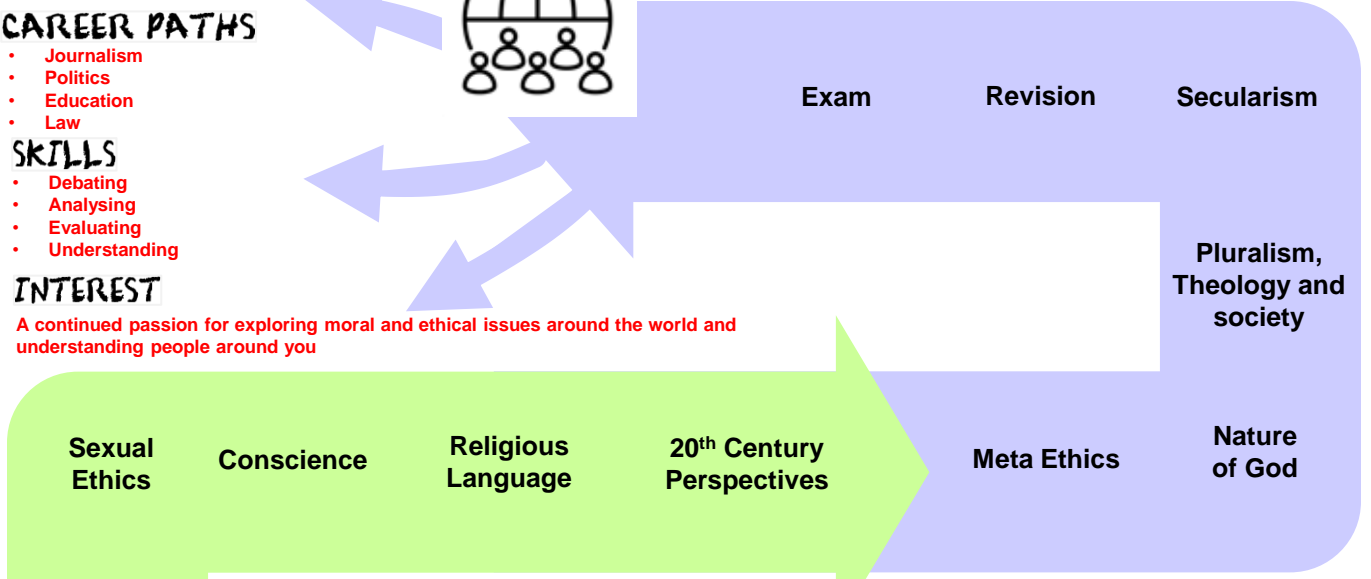 CAREER PATHS
• Journalism
• Politics
• Education
• Law
SKILLS
• Debating
• Analysing
• Evaluating
• Understanding
INTEREST
A continued passion for exploring moral and ethical issues around the world and
understanding people around you
Exam
Revision
Secularism
Pluralism,
Theology and
society
Sexual
Ethics
Conscience
Religious
Language
20th Century
Perspectives
Meta Ethics
Nature
of God